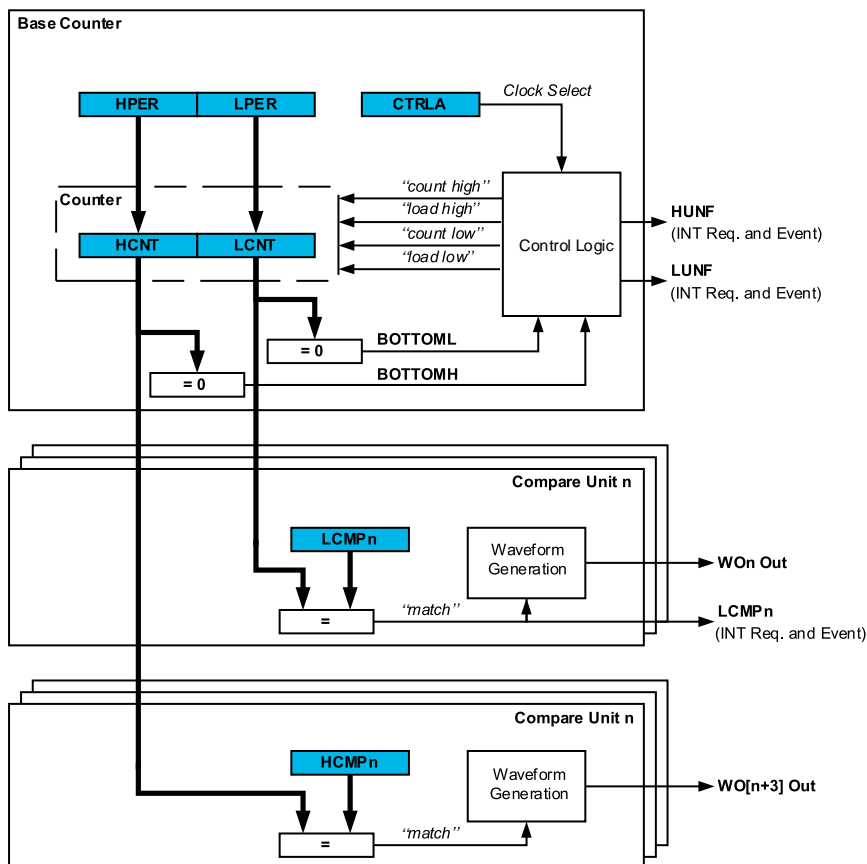 Base Counter
HPER LPER CTRLA
Clock Select
Counter
"count high"
"load high"
"count low"
"load low"
Control Logic
HUNF
(INT Req. and Event)
LUNF
(INT Req. and Event)
HCNT LCNT
= 0
BOTTOML
= 0
BOTTOMH
Compare Unit n
LCMPn
Waveform
Generation
WOn Out
=
"match"
LCMPn
(INT Req. and Event)
Compare Unit n
HCMPn
Waveform
Generation
WO[n+3] Out
=
"match"